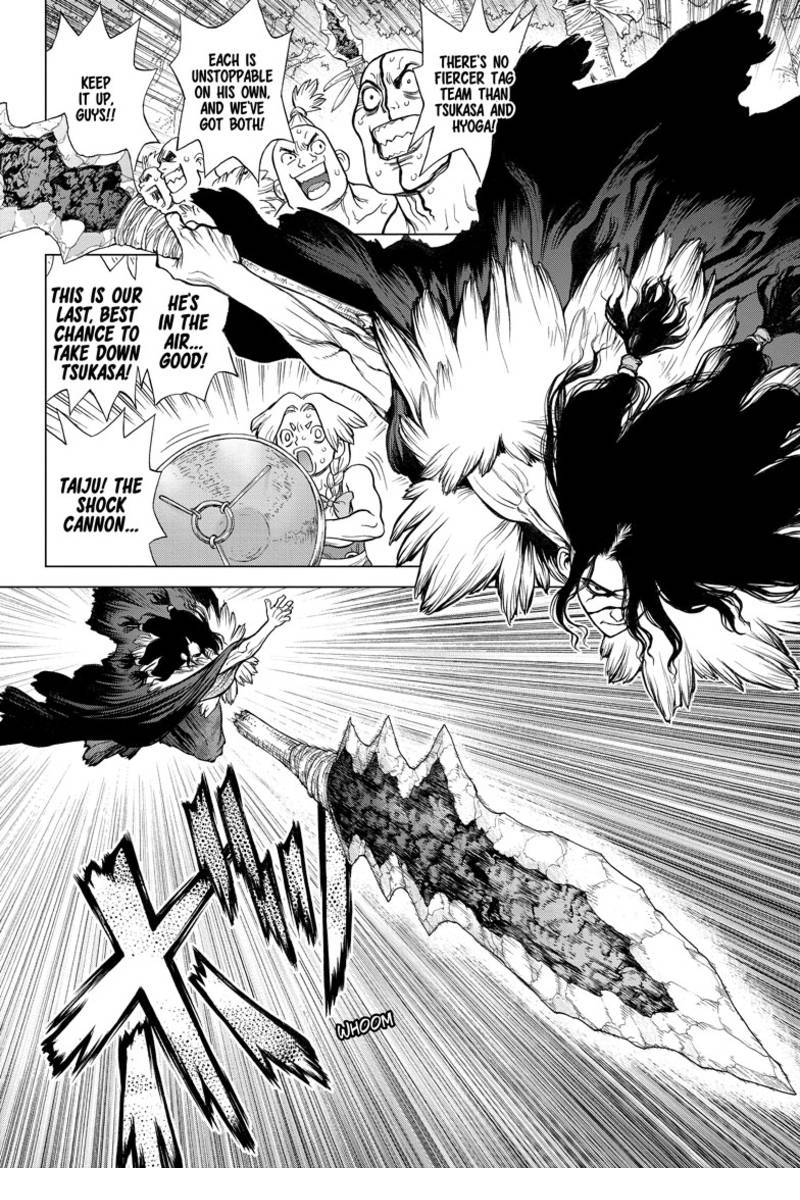 THERE'S NO
FIERCER TAG
TEAM THAN
TSUKASA AND
HYOGA!
EACH IS
UNSTOPPABLE
ON HIS OWN,
AND WE'VE
GOT BOTH!
KEEP
IT UP,
GUYS!!
HE'S
IN THE
AIR...
GOOD!
THIS IS OUR
LAST, BEST
CHANCE TO
TAKE DOWN
TSUKASA!
TAIJU! THE
SHOCK
CANNON...
WHOOM